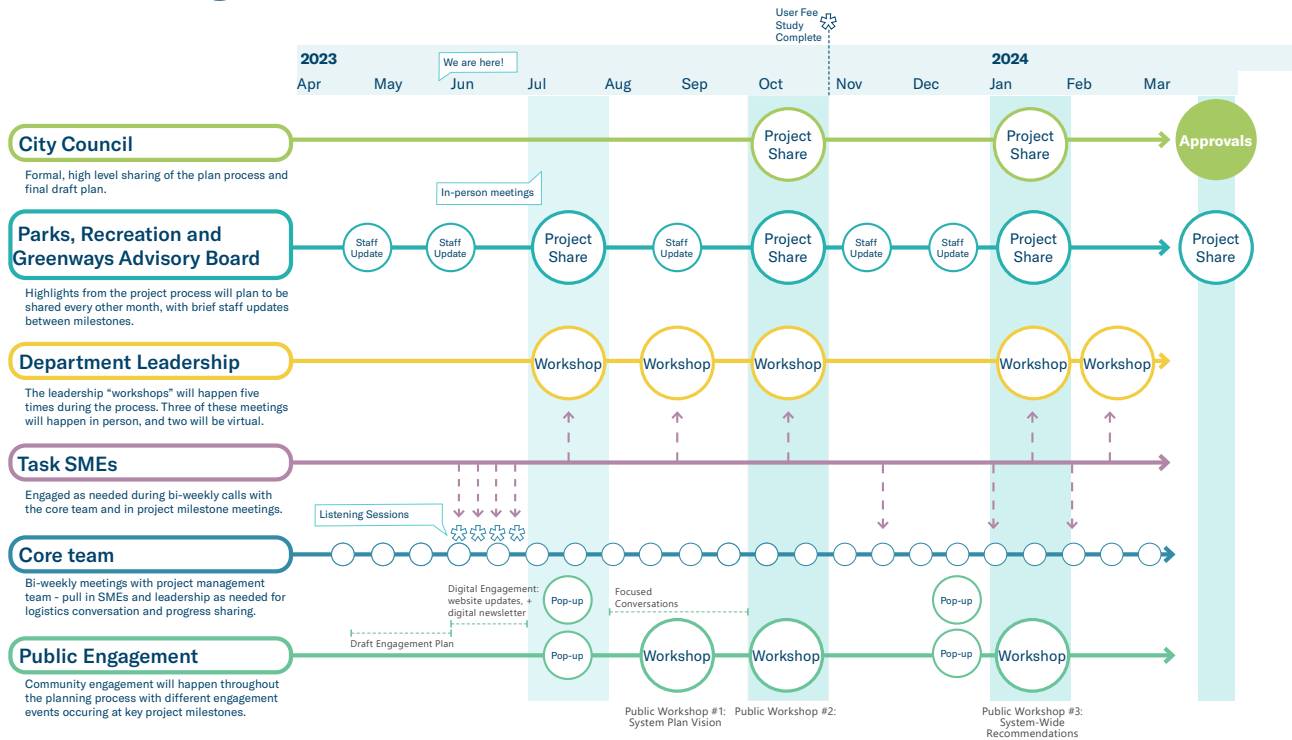 User Fee
Study
Complete
2023
2024
We are here!
Apr
May
Jun
Jul
Aug
Sep
Oct
Nov
Dec
Jan
Feb
Mar
City Council
Project
Share
Project
Share
Approvals
Formal, high level sharing of the plan process and
final draft plan.
In-person meetings
Parks, Recreation and
Greenways Advisory Board
Staff
Update
Staff
Update
Project
Share
Staff
Update
Project
Share
Staff
Update
Staff
Update
Project
Share
Project
Share
Highlights from the project process will plan to be
shared every other month, with brief staff updates
between milestones.
Department Leadership
Workshop
Workshop
Workshop
Workshop
Workshop
The leadership “workshops” will happen five
times during the process. Three of these meetings
will happen in person, and two will be virtual.
Task SMEs
Engaged as needed during bi-weekly calls with
the core team and in project milestone meetings.
Listening Sessions
Core team
Bi-weekly meetings with project management
team - pull in SMEs and leadership as needed for
logistics conversation and progress sharing.
Digital Engagement:
website updates, +
digital newsletter
Pop-up
Focused
Conversations
Pop-up
Draft Engagement Plan
Public Engagement
Pop-up
Workshop
Workshop
Pop-up
Workshop
Community engagement will happen throughout
the planning process with different engagement
events occuring at key project milestones.
Public Workshop #1:
System Plan Vision
Public Workshop #2:
Public Workshop #3:
System-Wide
Recommendations